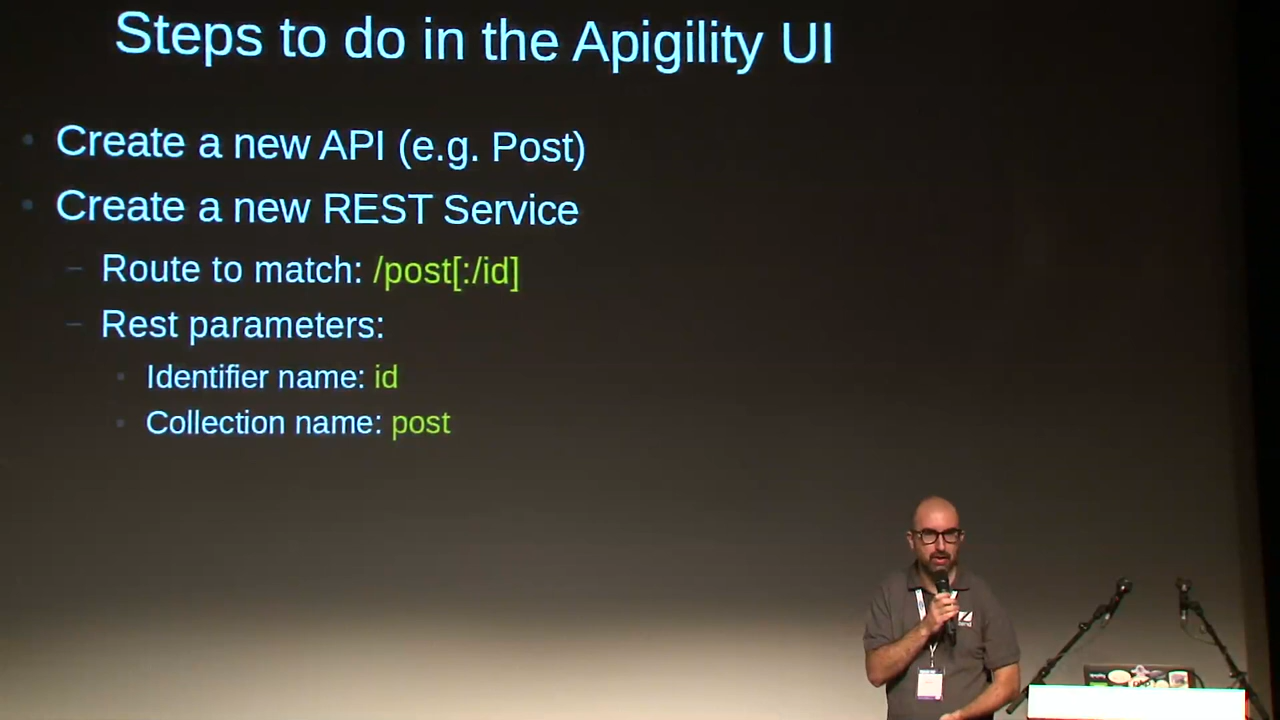 Steps to do in the Apigility UI
Create a new API (e.g. Post)
Create a new REST Service
Route to match: /post[:/id]
Rest parameters:
Identifier name: id
Collection name: post